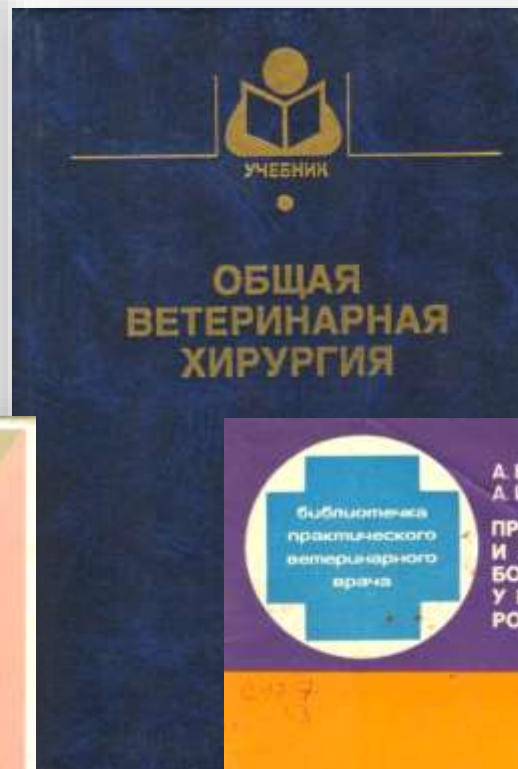 УЧЕБНИК
ОБЩАЯ
ВЕТЕРИНАРНАЯ
ХИРУРГИЯ
библиотечка
практического
ветеринарного
врача
А.
А.
ПР
И
БО
У
РО